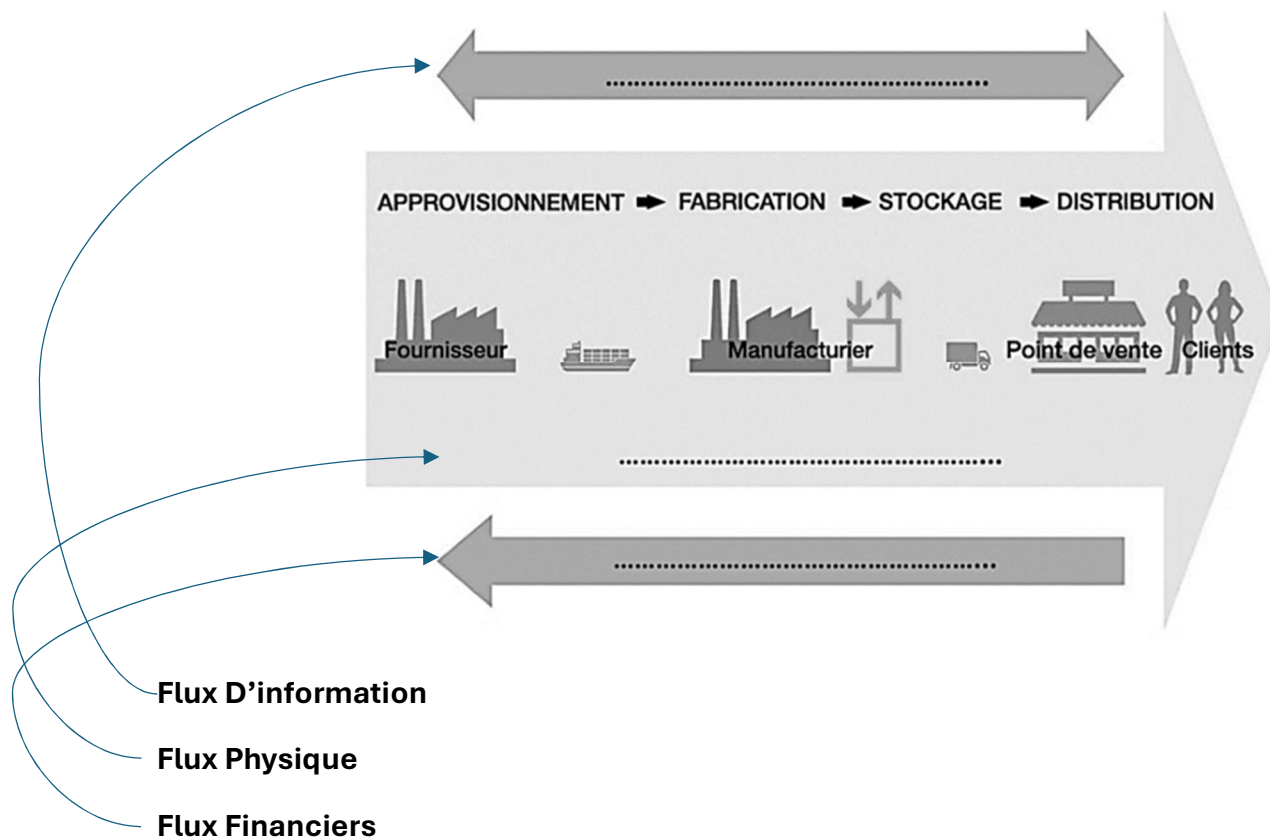 ................................................
APPROVISIONNEMENT ➡ FABRICATION ➡ STOCKAGE ➡ DISTRIBUTION
Fournisseur Manufacturier Point de vente Clients
................................................
................................................
Flux D’information
Flux Physique
Flux Financiers